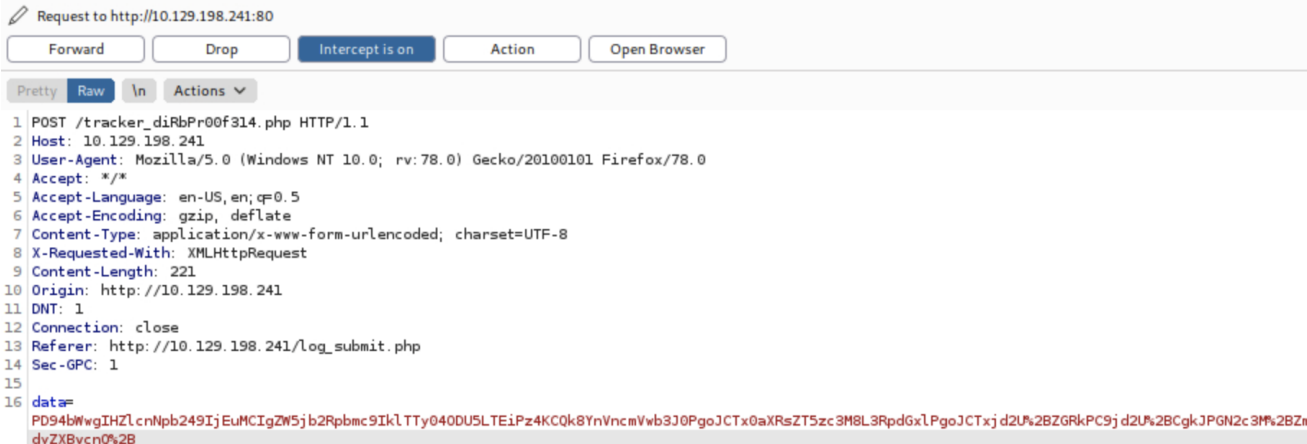 Request to http://10.129.198.241:80
Forward Drop Intercept is on Action Open Browser
Pretty Raw \n Actions
1 POST /tracker_diRbPr00f314.php HTTP/1.1
2 Host: 10.129.198.241
3 User-Agent: Mozilla/5.0 (Windows NT 10.0; rv:78.0) Gecko/20100101 Firefox/78.0
4 Accept: */*
5 Accept-Language: en-US,en;q=0.5
6 Accept-Encoding: gzip, deflate
7 Content-Type: application/x-www-form-urlencoded; charset=UTF-8
8 X-Requested-With: XMLHttpRequest
9 Content-Length: 221
10 Origin: http://10.129.198.241
11 DNT: 1
12 Connection: close
13 Referer: http://10.129.198.241/log_submit.php
14 Sec-GPC: 1
15
16 data=
PD94bWwgIHZlcnNpb249IjEuMCIgZW5jb2Rpbmc9IklTTy04ODU5LTEiPz4KCQk8YnVncmVwb3J0PgoJCTx0aXRsZT5zc3M8L3RpdGxlPgoJCTxjd2U%2BZGRkPC9jd2U%2BCgkJPGN2c3M%2BZm
dyZXBvcnQ%2B